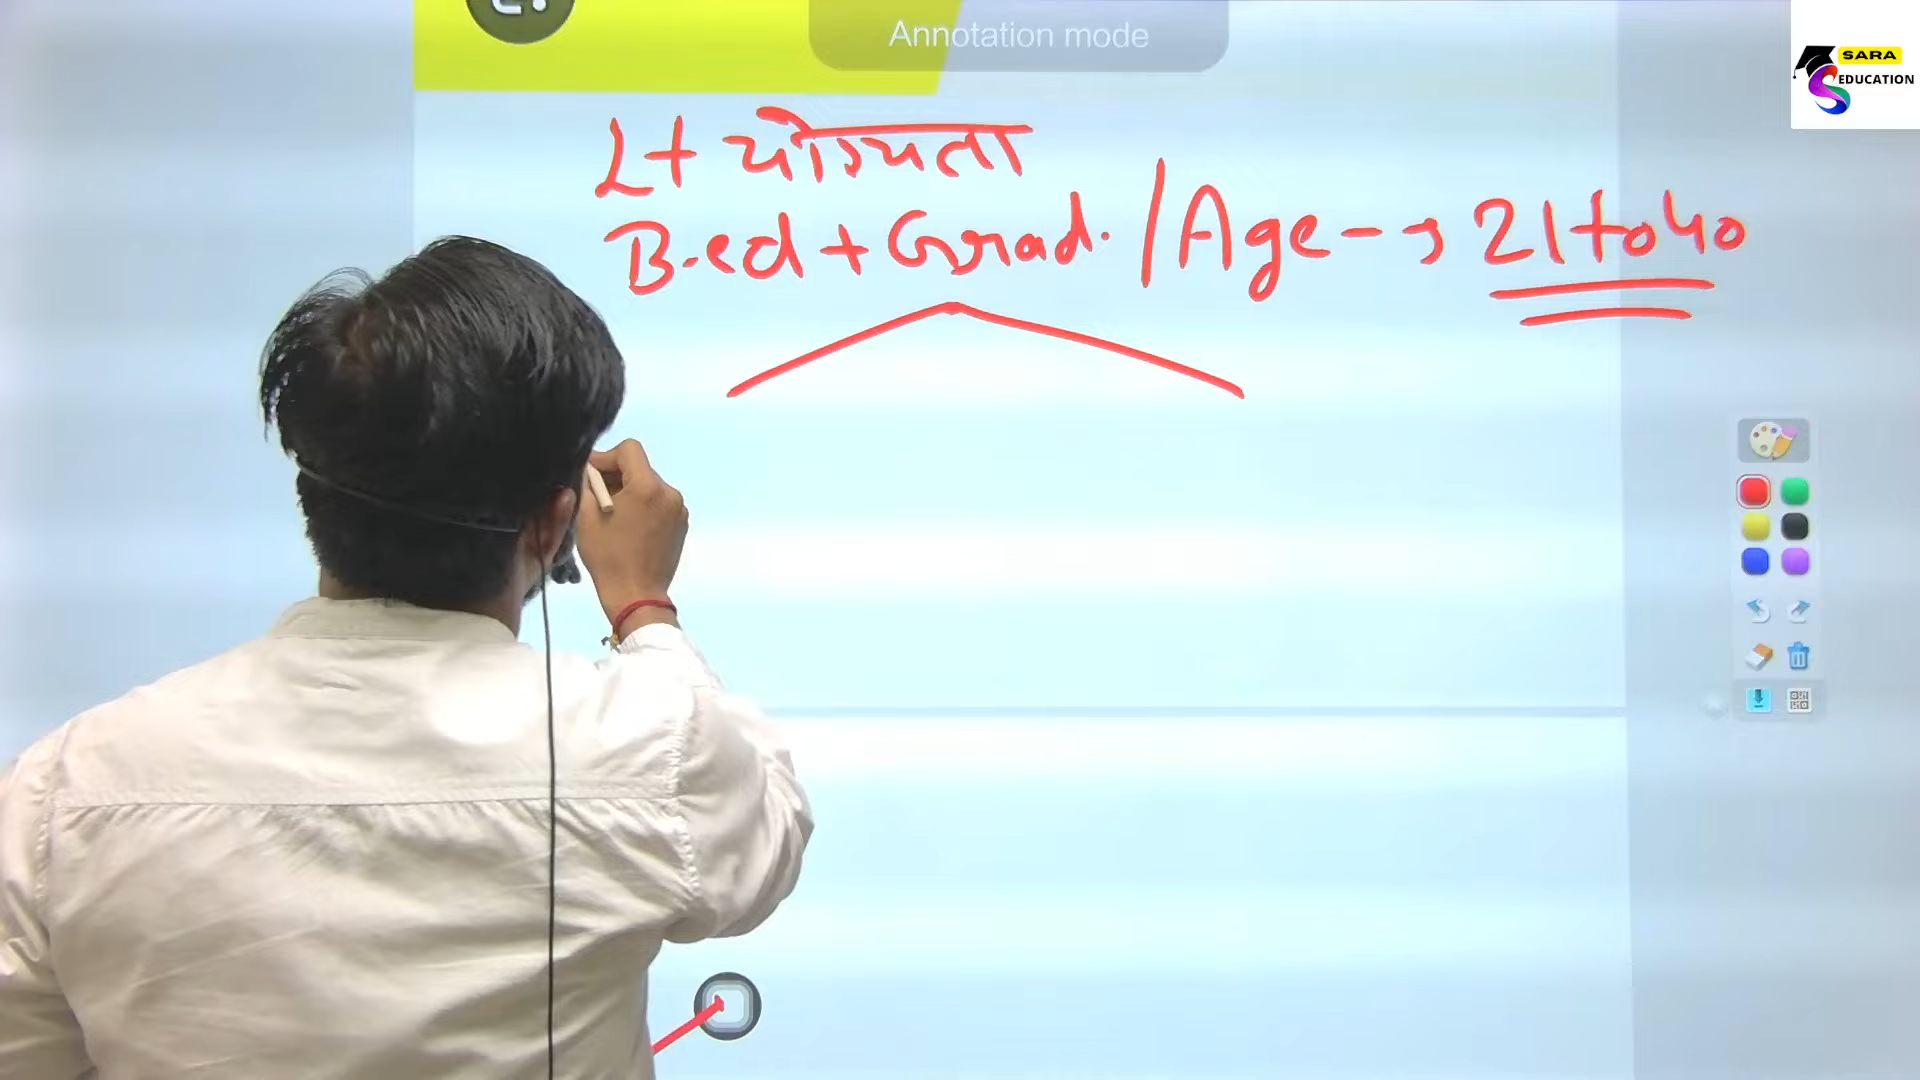 Annotation mode
SARA
EDUCATION
Lt योग्यता
B.ed + Grad. / Age → 21 to 40